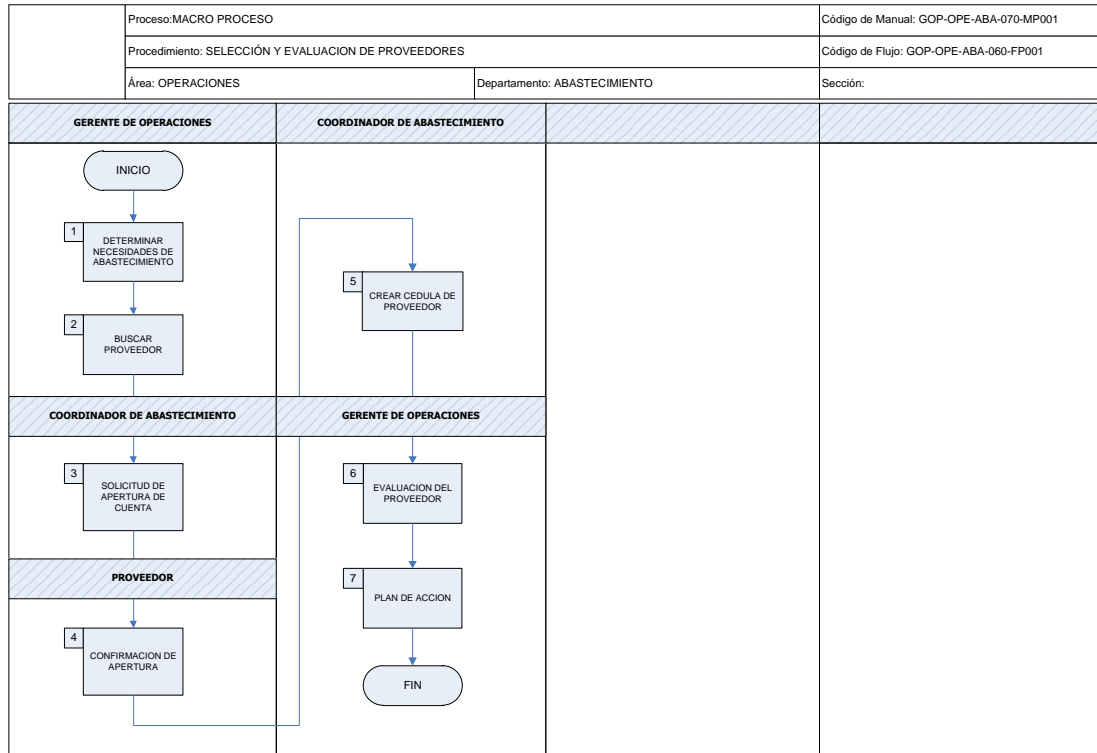 Proceso:MACRO PROCESO
Código de Manual: GOP-OPE-ABA-070-MP001
Procedimiento: SELECCIÓN Y EVALUACION DE PROVEEDORES
Código de Flujo: GOP-OPE-ABA-060-FP001
Área: OPERACIONES
Departamento: ABASTECIMIENTO
Sección:
GERENTE DE OPERACIONES
INICIO
1
DETERMINAR
NECESIDADES DE
ABASTECIMIENTO
2
BUSCAR
PROVEEDOR
COORDINADOR DE ABASTECIMIENTO
3
SOLICITUD DE
APERTURA DE
CUENTA
PROVEEDOR
4
CONFIRMACION DE
APERTURA
COORDINADOR DE ABASTECIMIENTO
5
CREAR CEDULA DE
PROVEEDOR
GERENTE DE OPERACIONES
6
EVALUACION DEL
PROVEEDOR
7
PLAN DE ACCION
FIN